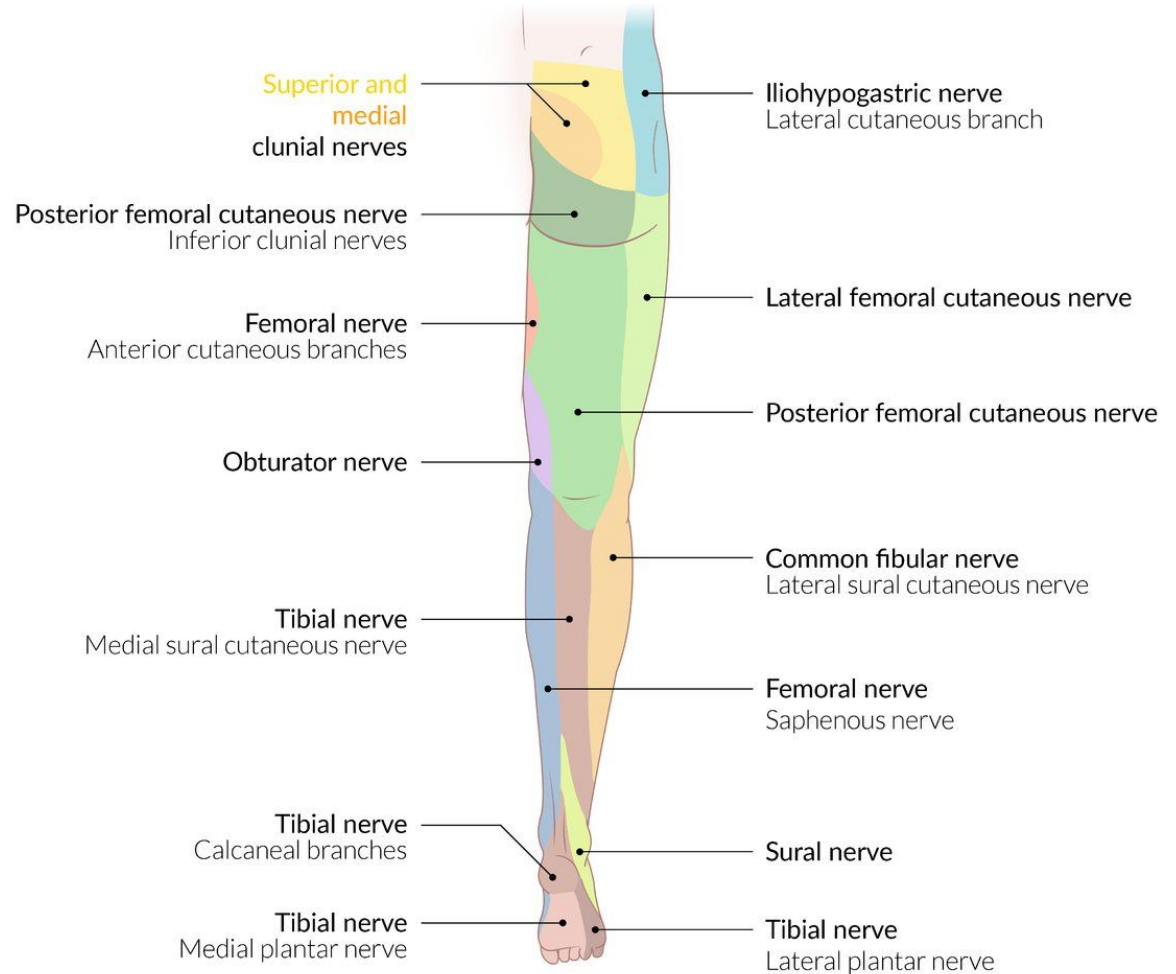 Superior and
medial
clunial nerves
Posterior femoral cutaneous nerve
Inferior clunial nerves
Femoral nerve
Anterior cutaneous branches
Obturator nerve
Tibial nerve
Medial sural cutaneous nerve
Tibial nerve
Calcaneal branches
Tibial nerve
Medial plantar nerve
Iliohypogastric nerve
Lateral cutaneous branch
Lateral femoral cutaneous nerve
Posterior femoral cutaneous nerve
Common fibular nerve
Lateral sural cutaneous nerve
Femoral nerve
Saphenous nerve
Sural nerve
Tibial nerve
Lateral plantar nerve